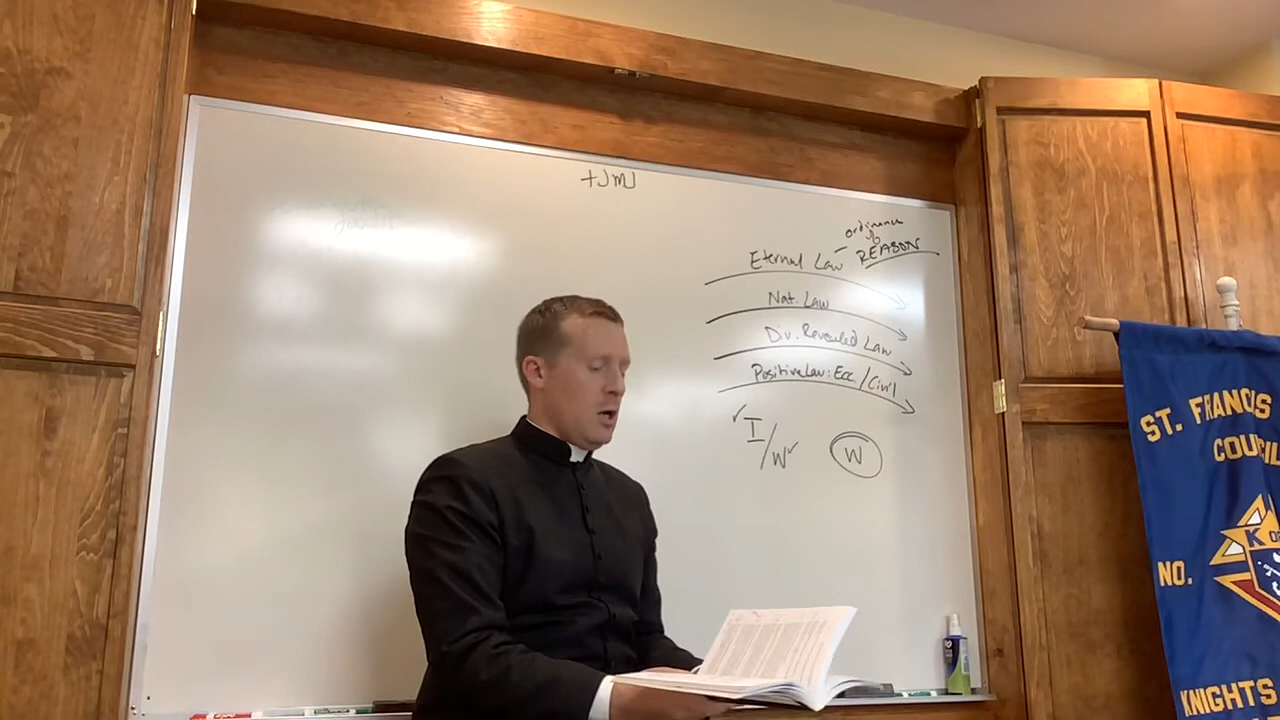 +JMJ
ordinance
of
Eternal Law - REASON
Nat. Law
Div. Revealed Law
Positive Law: Ecc. / Civil
I / W
W
ST. FRANCIS
COUNCIL
K OF
NO.
KNIGHTS